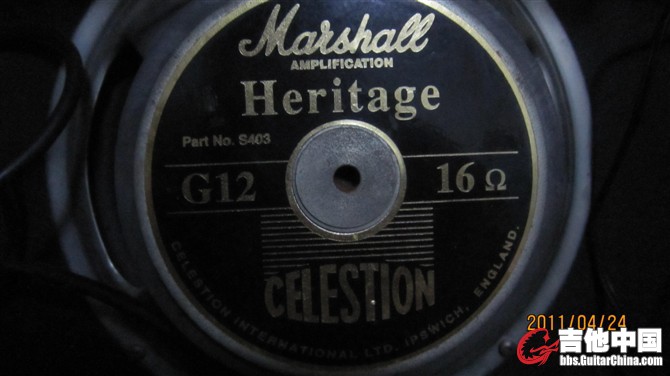 Marshall
AMPLIFICATION
Heritage
Part No. S403
G12
16 Ω
CELESTION
CELESTION INTERNATIONAL LTD. IPSWICH, ENGLAND.
2011/04/24
吉他中国
bbs.GuitarChina.com